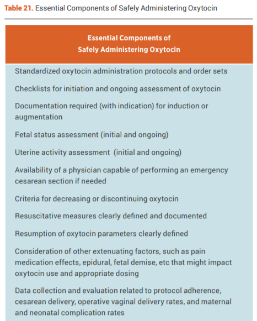 Table 21. Essential Components of Safely Administering Oxytocin
Essential Components of
Safely Administering Oxytocin
Standardized oxytocin administration protocols and order sets
Checklists for initiation and ongoing assessment of oxytocin
Documentation required (with indication) for induction or
augmentation
Fetal status assessment (initial and ongoing)
Uterine activity assessment (initial and ongoing)
Availability of a physician capable of performing an emergency
cesarean section if needed
Criteria for decreasing or discontinuing oxytocin
Resuscitative measures clearly defined and documented
Resumption of oxytocin parameters clearly defined
Consideration of other extenuating factors, such as pain
medication effects, epidural, fetal demise, etc that might impact
oxytocin use and appropriate dosing
Data collection and evaluation related to protocol adherence,
cesarean delivery, operative vaginal delivery rates, and maternal
and neonatal complication rates